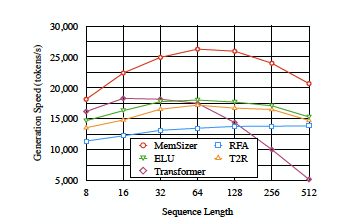 30,000
25,000
20,000
15,000
10,000
5,000
Generation Speed (tokens/s)
MemSizer RFA
ELU T2R
Transformer
8 16 32 64 128 256 512
Sequence Length